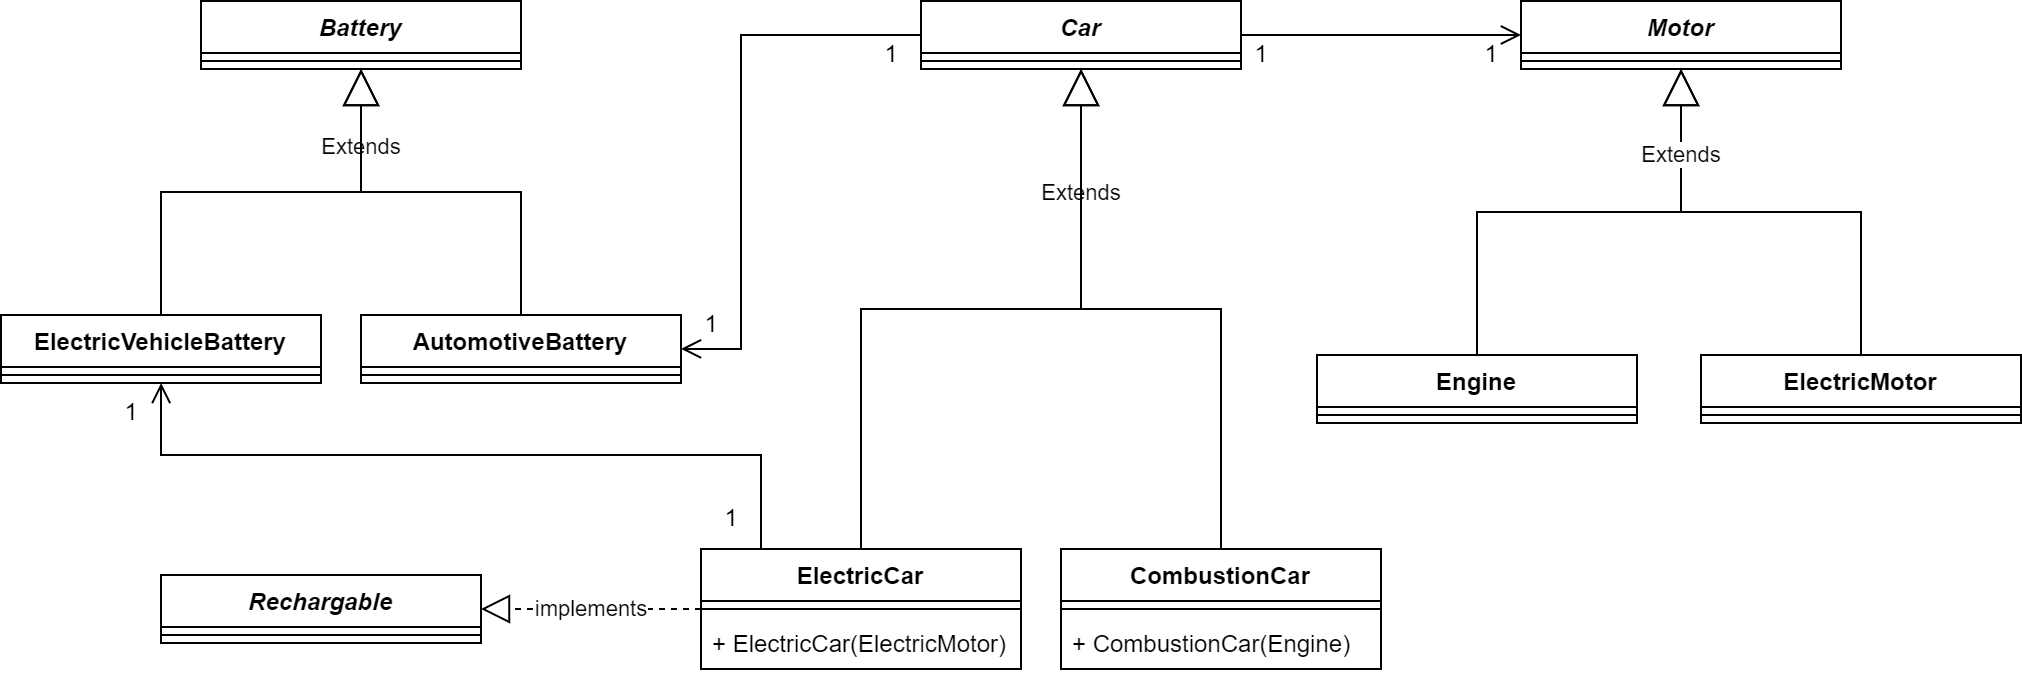 Battery
Car
Motor
1
1
1
Extends
Extends
Extends
1
ElectricVehicleBattery
AutomotiveBattery
Engine
ElectricMotor
1
1
ElectricCar
CombustionCar
Rechargable
implements
+ ElectricCar(ElectricMotor)
+ CombustionCar(Engine)